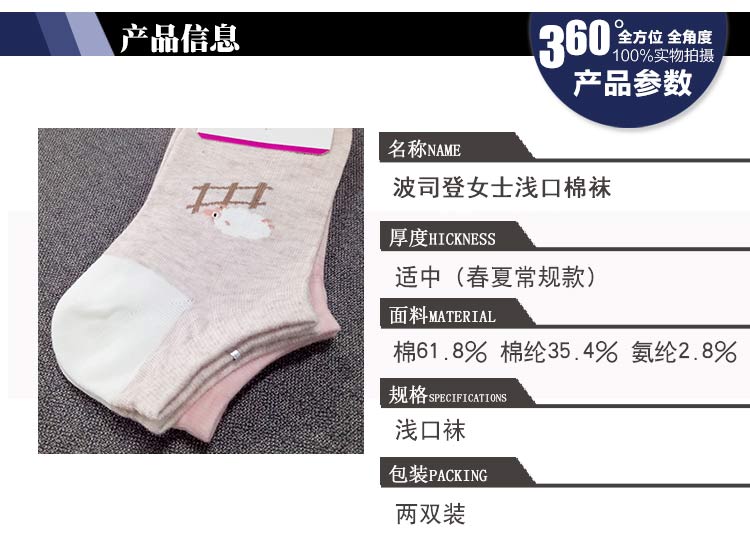 产品信息
360°全方位 全角度
100%实物拍摄
产品参数
名称NAME
波司登女士浅口棉袜
厚度HICKNESS
适中（春夏常规款）
面料MATERIAL
棉61.8% 棉纶35.4% 氨纶2.8%
规格SPECIFICATIONS
浅口袜
包装PACKING
两双装